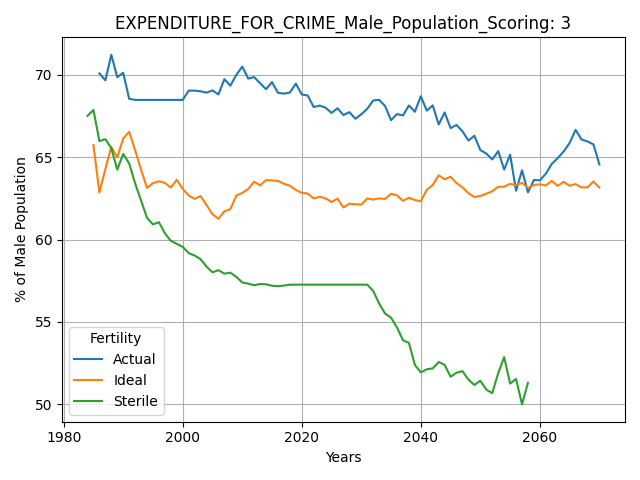 EXPENDITURE_FOR_CRIME_Male_Population_Scoring: 3
% of Male Population
70
65
60
55
50
Fertility
Actual
Ideal
Sterile
1980 2000 2020 2040 2060
Years